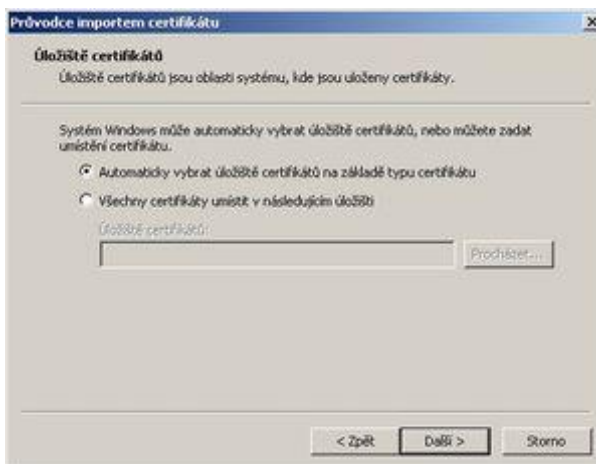 Průvodce importem certifikátu
Úložiště certifikátů
Úložiště certifikátů jsou oblasti systému, kde jsou uloženy certifikáty.
Systém Windows může automaticky vybrat úložiště certifikátů, nebo můžete zadat
umístění certifikátu.
Automaticky vybrat úložiště certifikátů na základě typu certifikátu
Všechny certifikáty umístit v následujícím úložišti
Úložiště certifikátů:
Procházet...
< Zpět
Další >
Storno